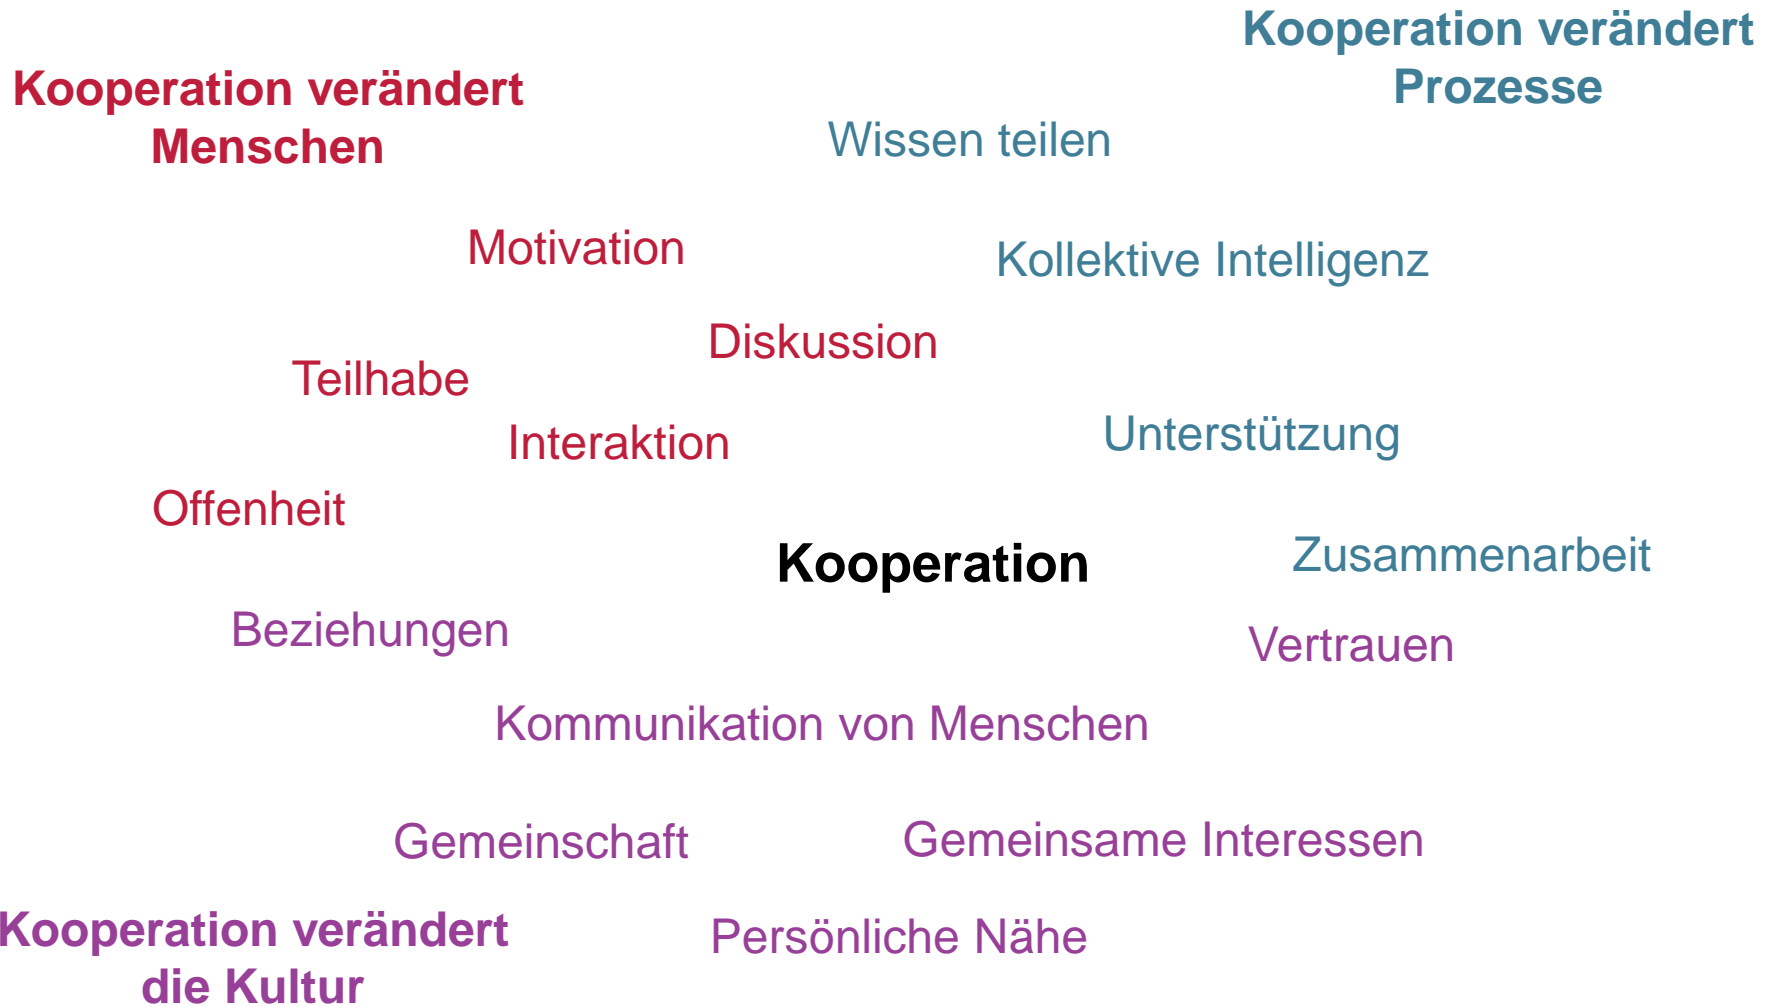 Kooperation verändert
Prozesse
Kooperation verändert
Menschen
Wissen teilen
Motivation
Kollektive Intelligenz
Diskussion
Teilhabe
Interaktion
Unterstützung
Offenheit
Kooperation
Zusammenarbeit
Beziehungen
Vertrauen
Kommunikation von Menschen
Gemeinschaft
Gemeinsame Interessen
Kooperation verändert
die Kultur
Persönliche Nähe